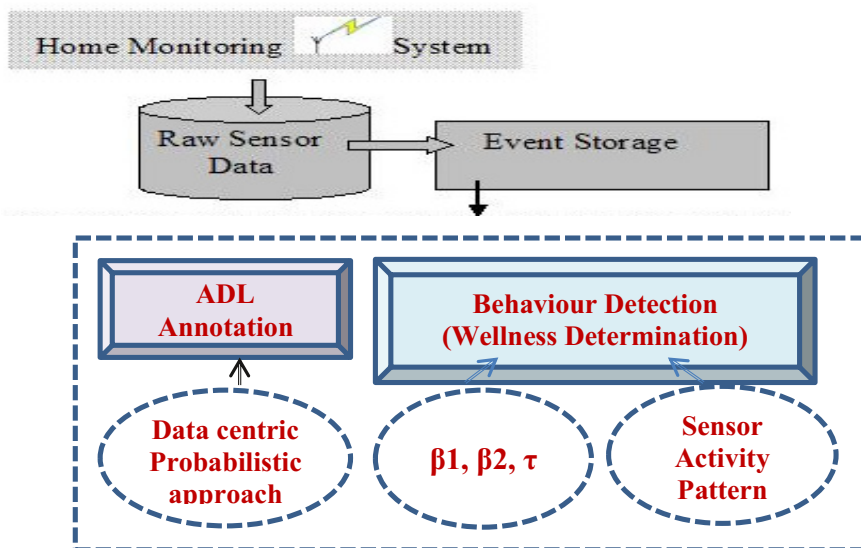 Home Monitoring System
Raw Sensor
Data
Event Storage
ADL
Annotation
Behaviour Detection
(Wellness Determination)
Data centric
Probabilistic
approach
β1, β2, τ
Sensor
Activity
Pattern